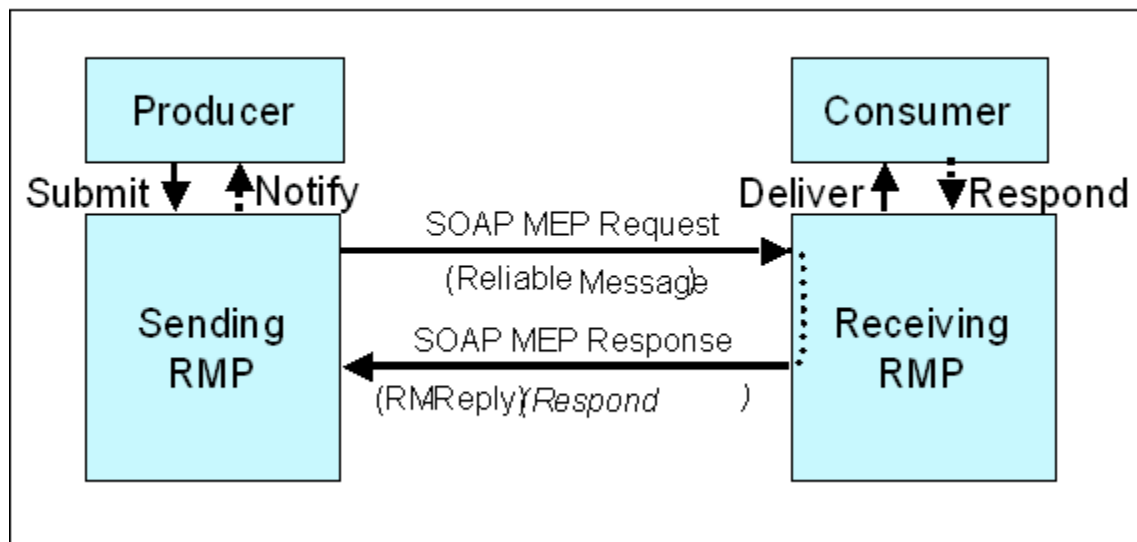 Producer
Consumer
Submit
Notify
Deliver
Respond
SOAP MEP Request
(Reliable Message)
Sending
RMP
Receiving
RMP
SOAP MEP Response
(RMReply)(Respond )